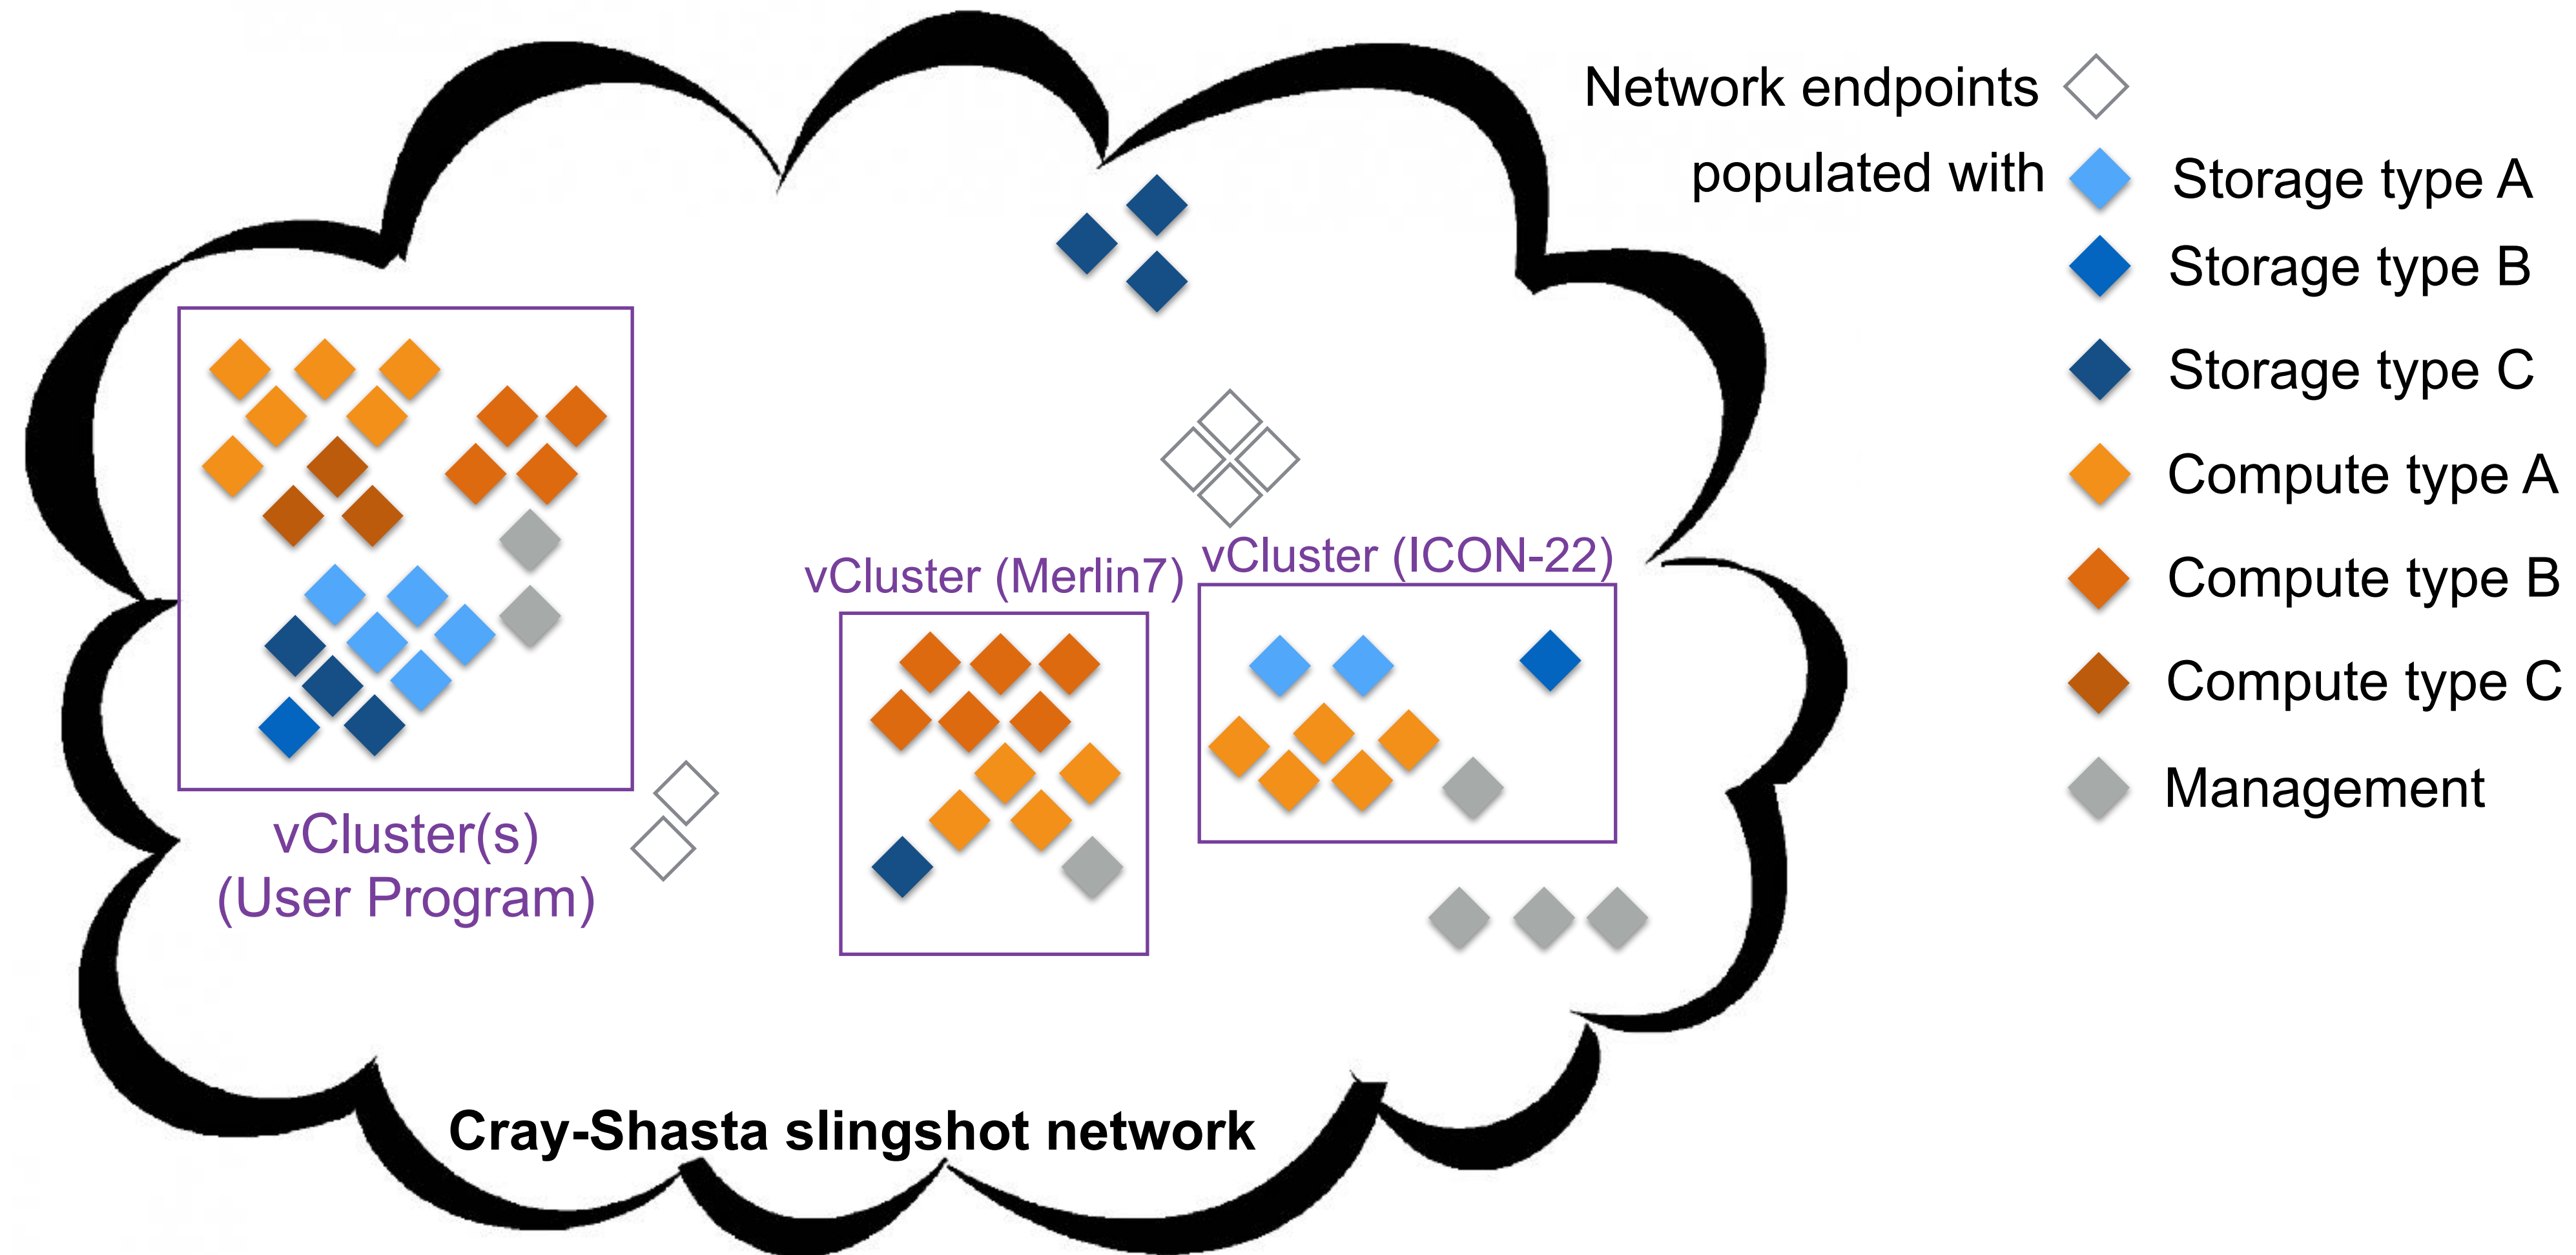 Network endpoints
populated with
Storage type A
Storage type B
Storage type C
Compute type A
Compute type B
Compute type C
Management
vCluster (Merlin7)
vCluster (ICON-22)
vCluster(s)
(User Program)
Cray-Shasta slingshot network